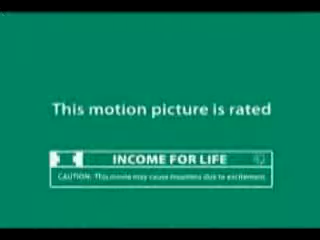 This motion picture is rated
INCOME FOR LIFE
CAUTION: This movie may cause insomnia due to excitement